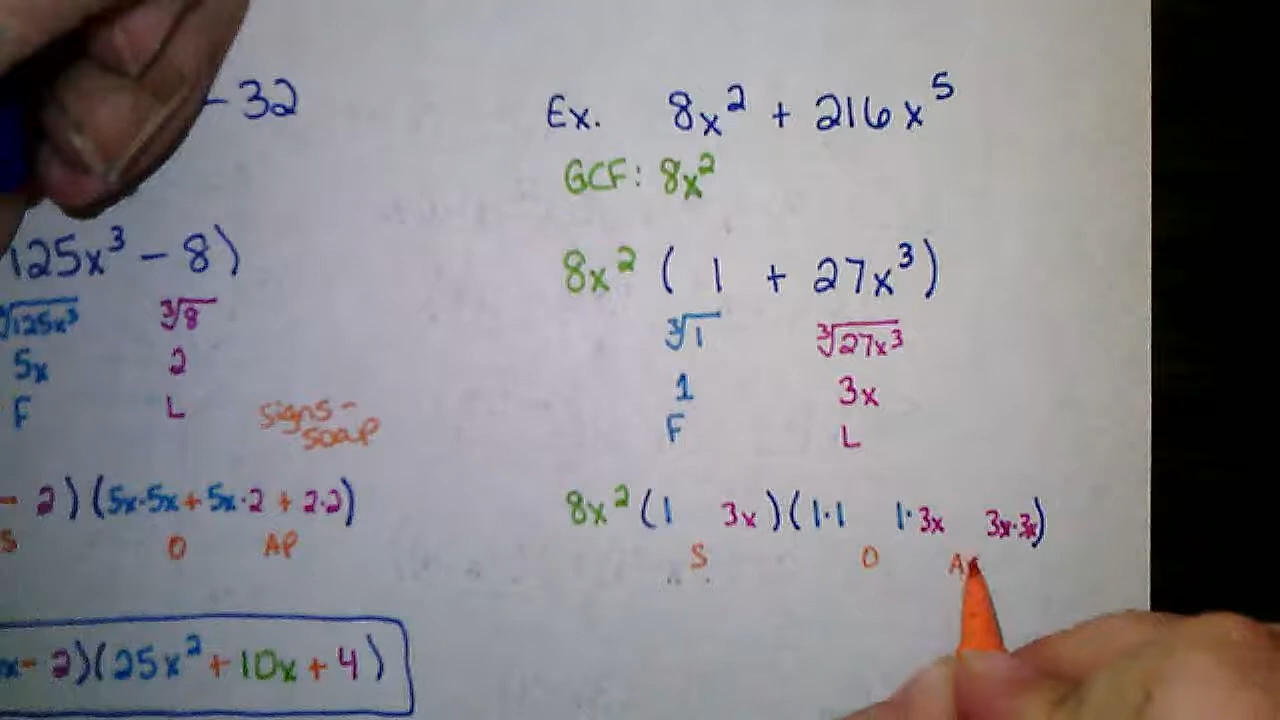 - 32
125x³ - 8)
∛125x³ ∛8
5x 2
F L
signs-
soap
- 2)(5x·5x + 5x·2 + 2·2)
S O AP
x - 2)(25x² + 10x + 4)
Ex. 8x² + 216x⁵
GCF: 8x²
8x² (1 + 27x³)
∛1 ∛27x³
1 3x
F L
8x² (1 3x)(1·1 1·3x 3x·3x)
S O A